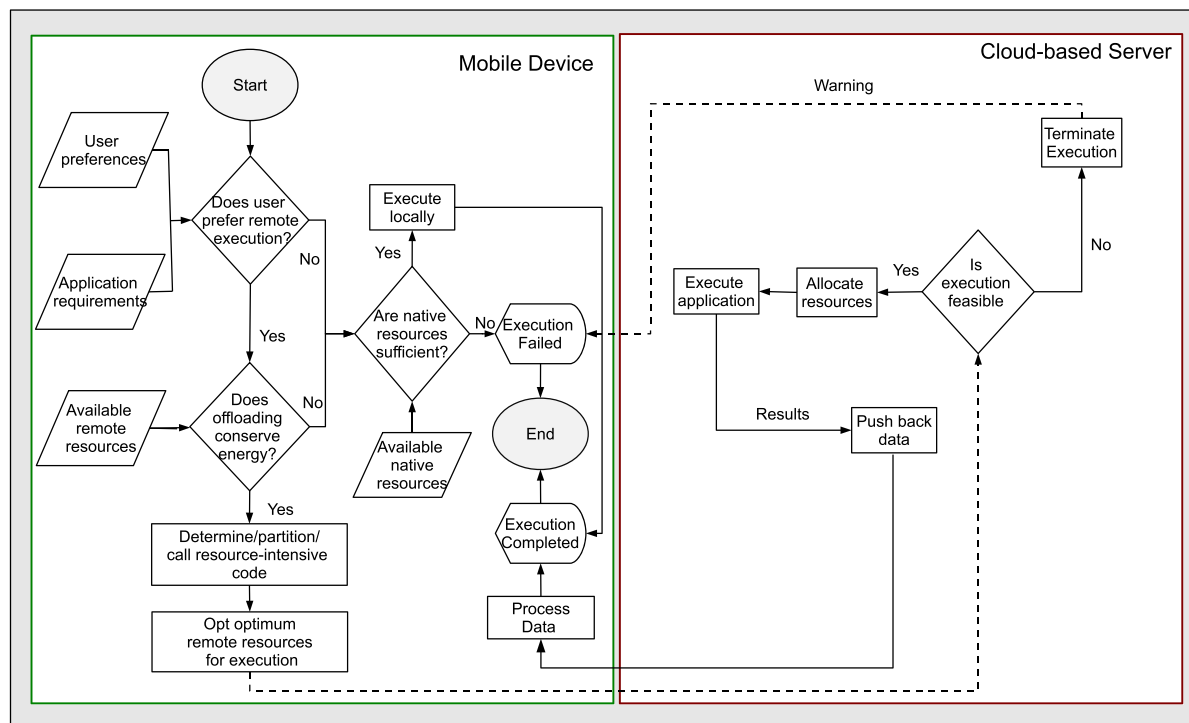 Mobile Device
Cloud-based Server
Start
Warning
User
preferences
Terminate
Execution
Does user
prefer remote
execution?
Execute
locally
Yes
No
No
Application
requirements
Is
execution
feasible
Yes
Allocate
resources
Execute
application
Are native
resources
sufficient?
No
Execution
Failed
Yes
Does
offloading
conserve
energy?
No
Available
remote
resources
Results
Push back
data
End
Available
native
resources
Yes
Determine/partition/
call resource-intensive
code
Execution
Completed
Process
Data
Opt optimum
remote resources
for execution